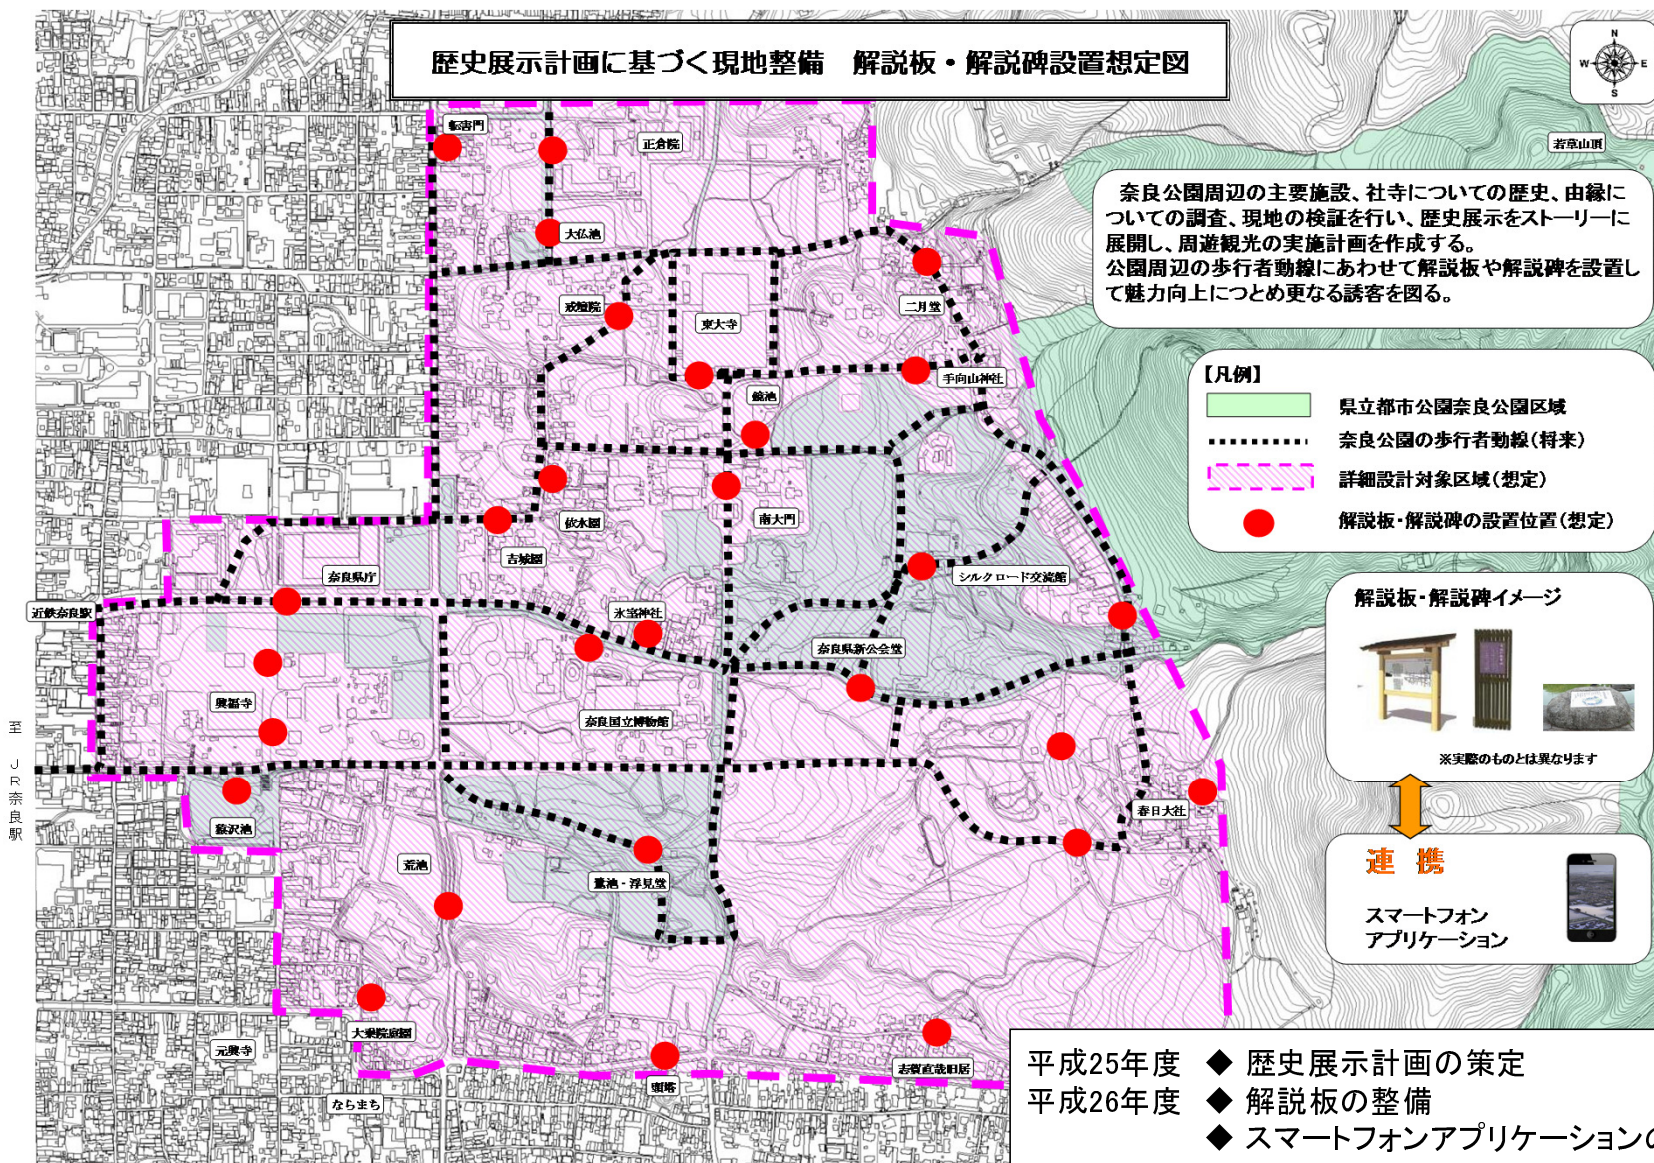 歴史展示計画に基づく現地整備　解説板・解説碑設置想定図
N
W
E
S
若草山頂
転害門
正倉院
大仏池
戒壇院
東大寺
二月堂
手向山神社
鏡池
依水園
南大門
吉城園
奈良県庁
シルクロード交流館
近鉄奈良駅
氷室神社
奈良県新公会堂
興福寺
奈良国立博物館
至　ＪＲ奈良駅
春日大社
猿沢池
荒池
鷺池・浮見堂
大乗院庭園
元興寺
志賀直哉旧居
頭塔
ならまち
奈良公園周辺の主要施設、社寺についての歴史、由縁に
ついての調査、現地の検証を行い、歴史展示をストーリーに
展開し、周遊観光の実施計画を作成する。
公園周辺の歩行者動線にあわせて解説板や解説碑を設置し
て魅力向上につとめ更なる誘客を図る。
【凡例】
県立都市公園奈良公園区域
奈良公園の歩行者動線（将来）
詳細設計対象区域（想定）
解説板・解説碑の設置位置（想定）
解説板・解説碑イメージ
※実際のものとは異なります
連 携
スマートフォン
アプリケーション
平成25年度 ◆ 歴史展示計画の策定
平成26年度 ◆ 解説板の整備
◆ スマートフォンアプリケーションの